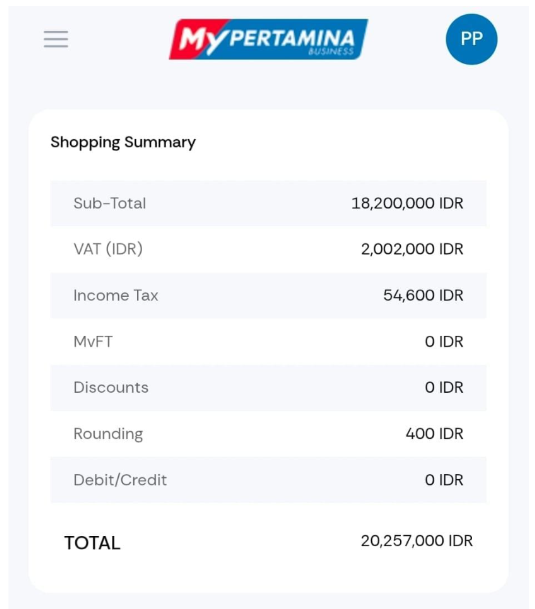 MyPERTAMINA
BUSINESS
PP
Shopping Summary
Sub-Total 18,200,000 IDR
VAT (IDR) 2,002,000 IDR
Income Tax 54,600 IDR
MvFT 0 IDR
Discounts 0 IDR
Rounding 400 IDR
Debit/Credit 0 IDR
TOTAL 20,257,000 IDR